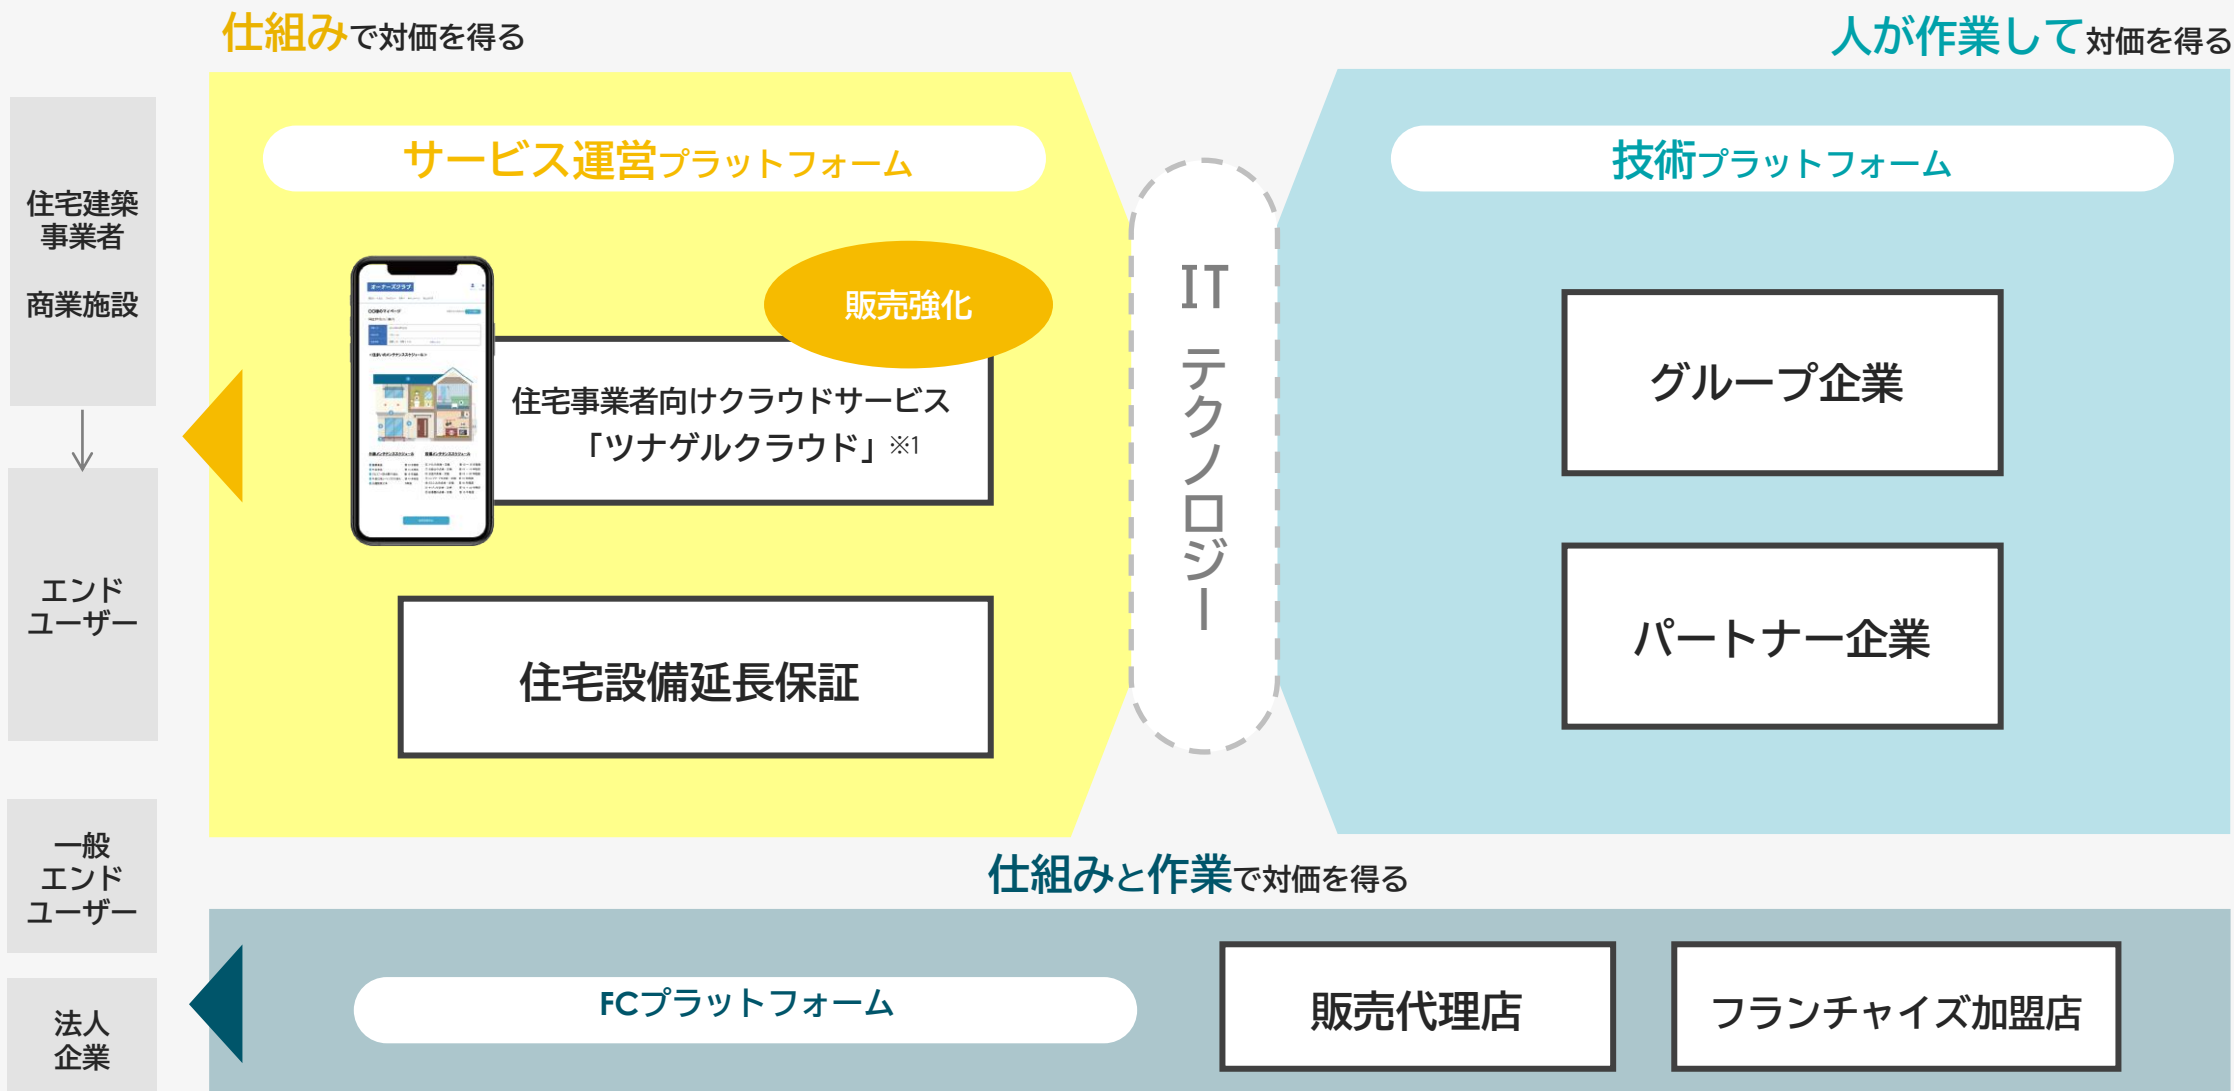 仕組みで対価を得る
人が作業して対価を得る
住宅建築
事業者
商業施設
エンド
ユーザー
一般
エンド
ユーザー
法人
企業
サービス運営プラットフォーム
販売強化
オーナーズクラブ
住宅事業者向けクラウドサービス
「ツナゲルクラウド」※1
住宅設備延長保証
IT テクノロジー
技術プラットフォーム
グループ企業
パートナー企業
仕組みと作業で対価を得る
FCプラットフォーム
販売代理店
フランチャイズ加盟店